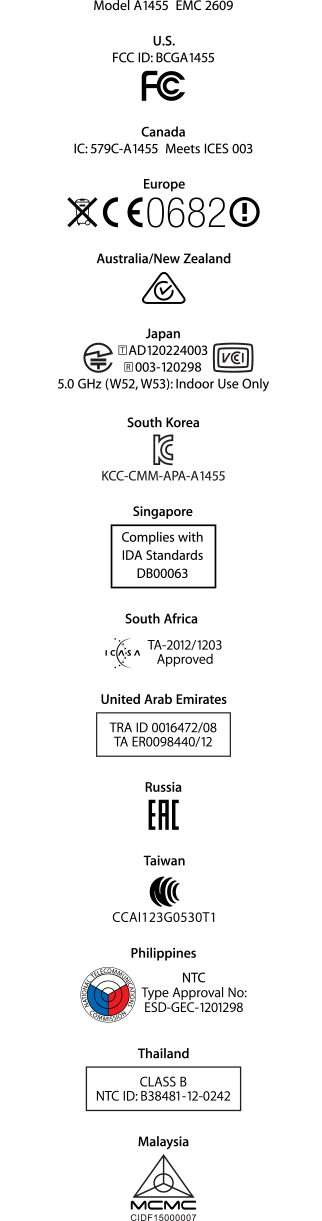 Model A1455 EMC 2609
U.S.
FCC ID: BCGA1455
FC
Canada
IC: 579C-A1455 Meets ICES 003
Europe
CE0682
Australia/New Zealand
Japan
T AD120224003
R 003-120298
VCI
5.0 GHz (W52, W53): Indoor Use Only
South Korea
KCC-CMM-APA-A1455
Singapore
Complies with
IDA Standards
DB00063
South Africa
ICASA
TA-2012/1203
Approved
United Arab Emirates
TRA ID 0016472/08
TA ER0098440/12
Russia
EAC
Taiwan
CCAI123G0530T1
Philippines
NATIONAL TELECOMMUNICATIONS
COMMISSION
NTC
Type Approval No:
ESD-GEC-1201298
Thailand
CLASS B
NTC ID: B38481-12-0242
Malaysia
MCMC
CIDF15000007